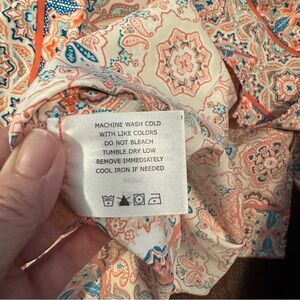 MACHINE WASH COLD
WITH LIKE COLORS
DO NOT BLEACH
TUMBLE DRY LOW
REMOVE IMMEDIATELY
COOL IRON IF NEEDED